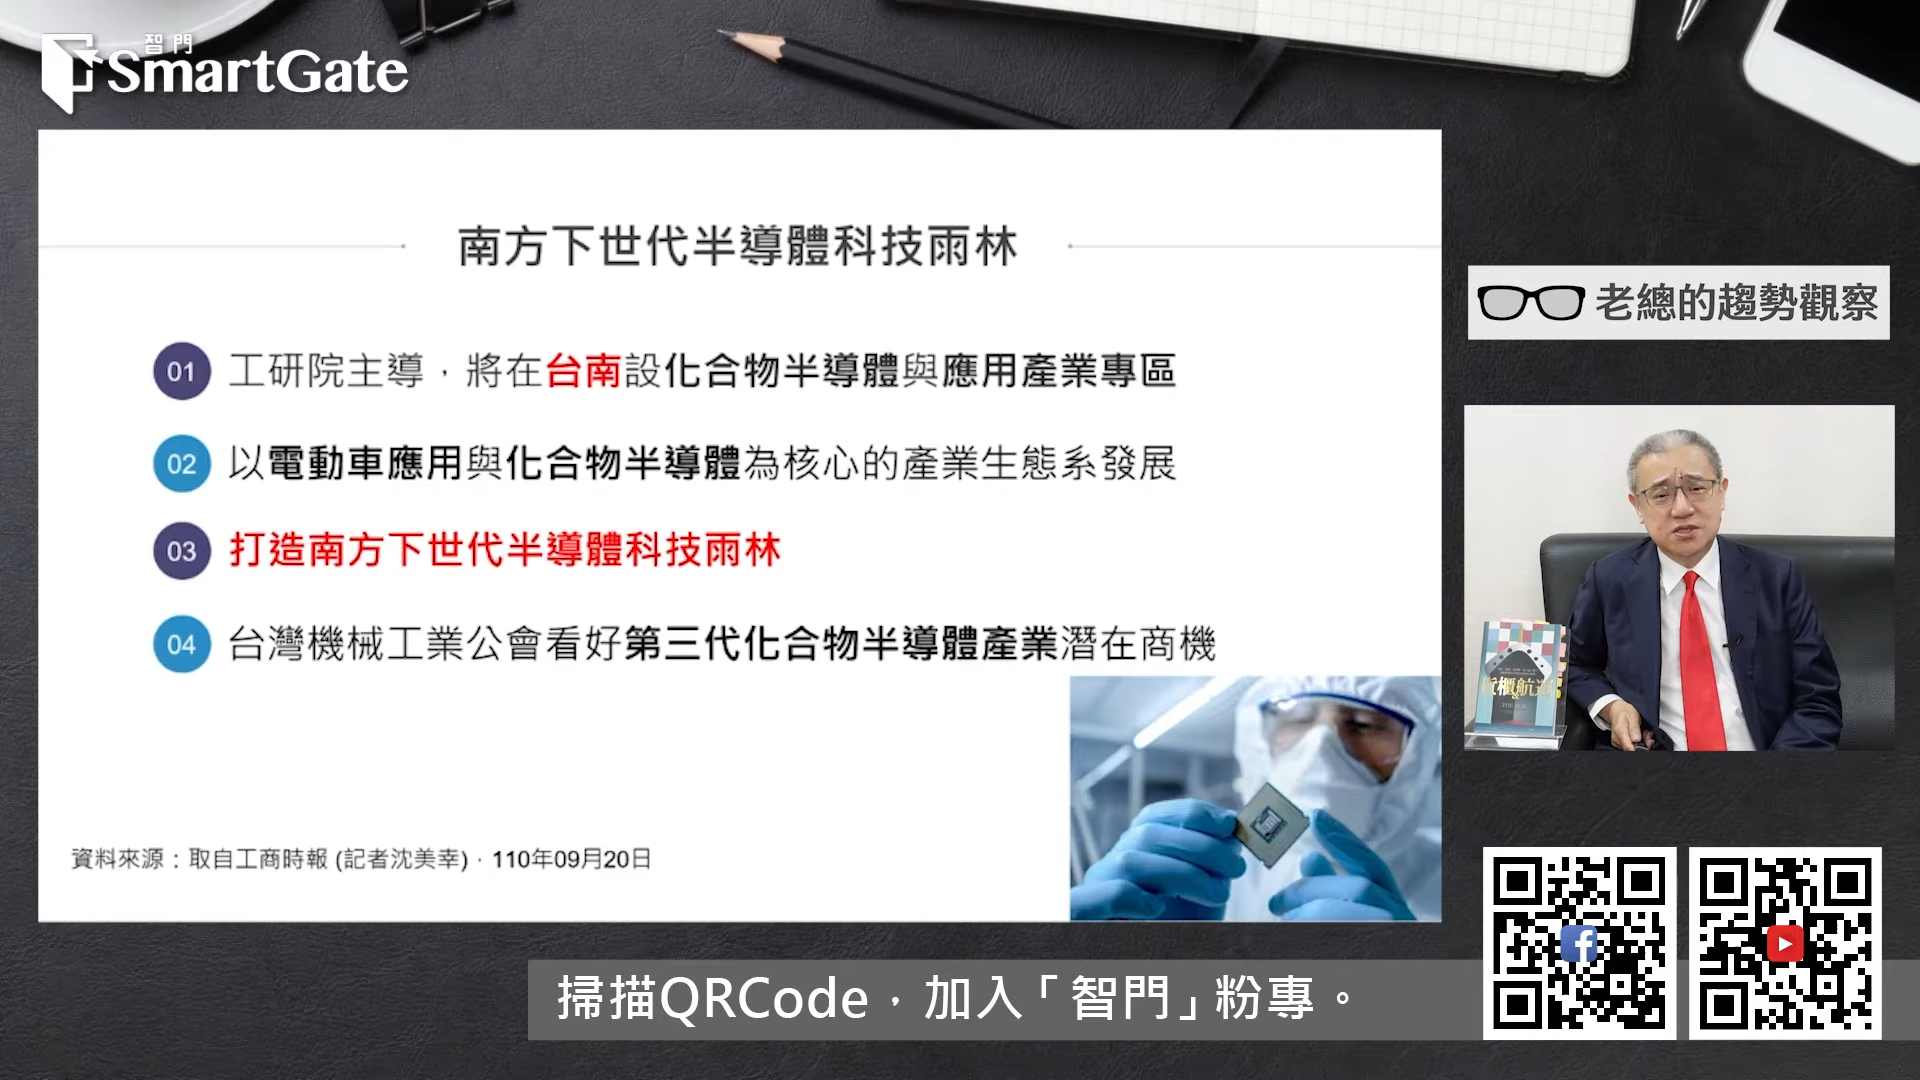 智門
SmartGate
南方下世代半導體科技雨林
01 工研院主導，將在台南設化合物半導體與應用產業專區
02 以電動車應用與化合物半導體為核心的產業生態系發展
03 打造南方下世代半導體科技雨林
04 台灣機械工業公會看好第三代化合物半導體產業潛在商機
資料來源：取自工商時報 (記者沈美幸)，110年09月20日
老總的趨勢觀察
掃描QRCode，加入「智門」粉專。